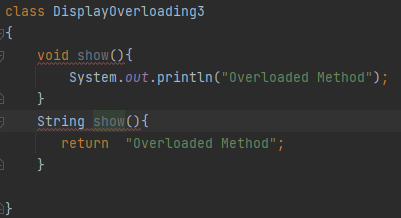 class DisplayOverloading3
{
void show(){
System.out.println("Overloaded Method");
}
String show(){
return  "Overloaded Method";
}
}